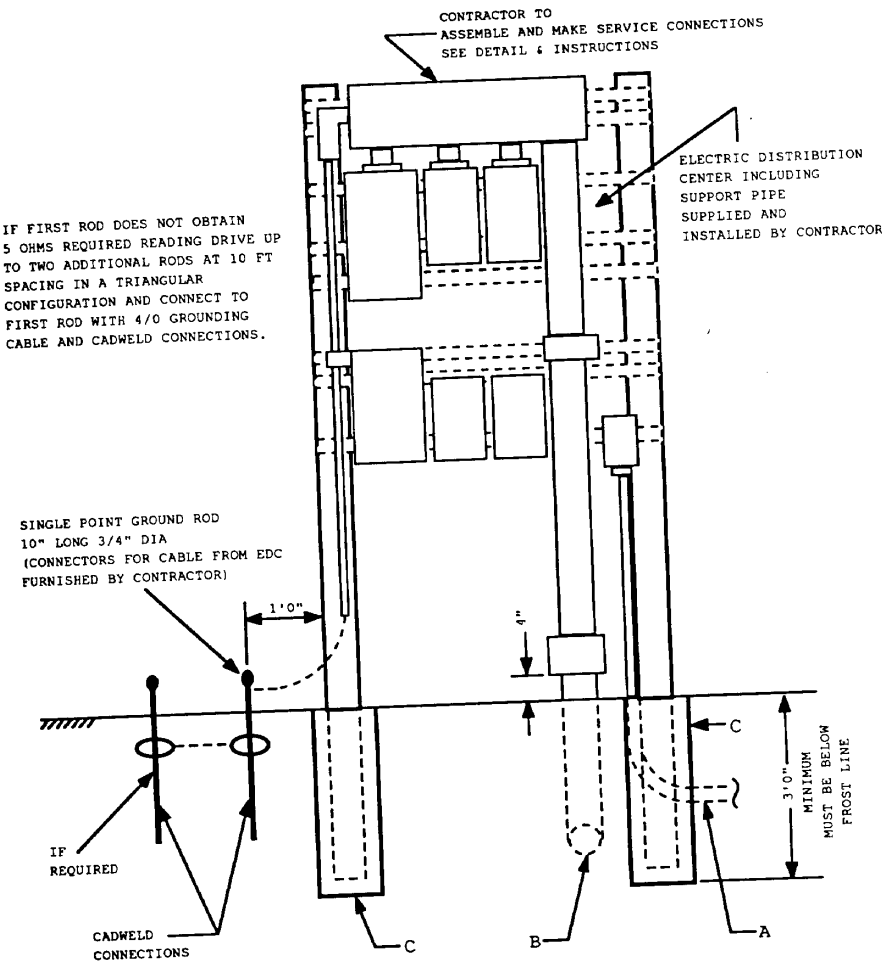 CONTRACTOR TO
ASSEMBLE AND MAKE SERVICE CONNECTIONS
SEE DETAIL & INSTRUCTIONS
ELECTRIC DISTRIBUTION
CENTER INCLUDING
SUPPORT PIPE
SUPPLIED AND
INSTALLED BY CONTRACTOR
IF FIRST ROD DOES NOT OBTAIN
5 OHMS REQUIRED READING DRIVE UP
TO TWO ADDITIONAL RODS AT 10 FT
SPACING IN A TRIANGULAR
CONFIGURATION AND CONNECT TO
FIRST ROD WITH 4/0 GROUNDING
CABLE AND CADWELD CONNECTIONS.
SINGLE POINT GROUND ROD
10" LONG 3/4" DIA
(CONNECTORS FOR CABLE FROM EDC
FURNISHED BY CONTRACTOR)
1'0"
4"
C
3'0"
MINIMUM
MUST BE BELOW
FROST LINE
IF
REQUIRED
CADWELD
CONNECTIONS
C
B
A